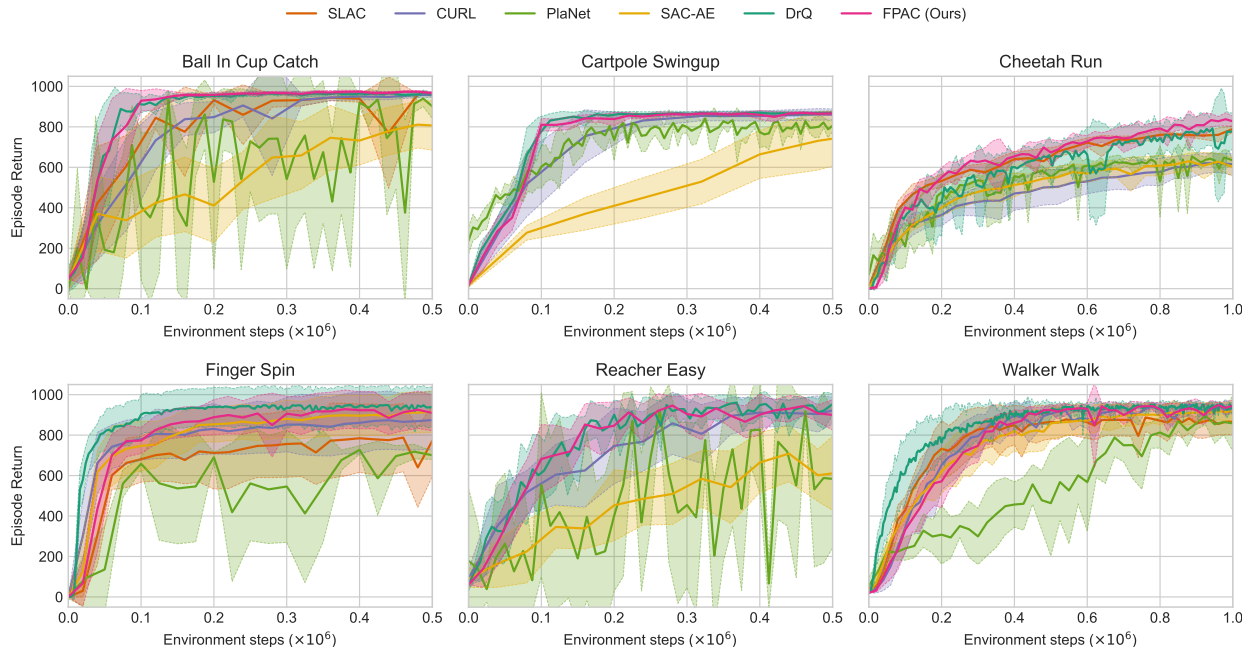 SLAC CURL PlaNet SAC-AE DrQ FPAC (Ours)
Ball In Cup Catch Cartpole Swingup Cheetah Run
1000
800
600
400
200
0
Episode Return
0.0 0.1 0.2 0.3 0.4 0.5 0.0 0.1 0.2 0.3 0.4 0.5 0.0 0.2 0.4 0.6 0.8 1.0
Environment steps (×10⁶) Environment steps (×10⁶) Environment steps (×10⁶)
Finger Spin Reacher Easy Walker Walk
1000
800
600
400
200
0
Episode Return
0.0 0.1 0.2 0.3 0.4 0.5 0.0 0.1 0.2 0.3 0.4 0.5 0.0 0.2 0.4 0.6 0.8 1.0
Environment steps (×10⁶) Environment steps (×10⁶) Environment steps (×10⁶)